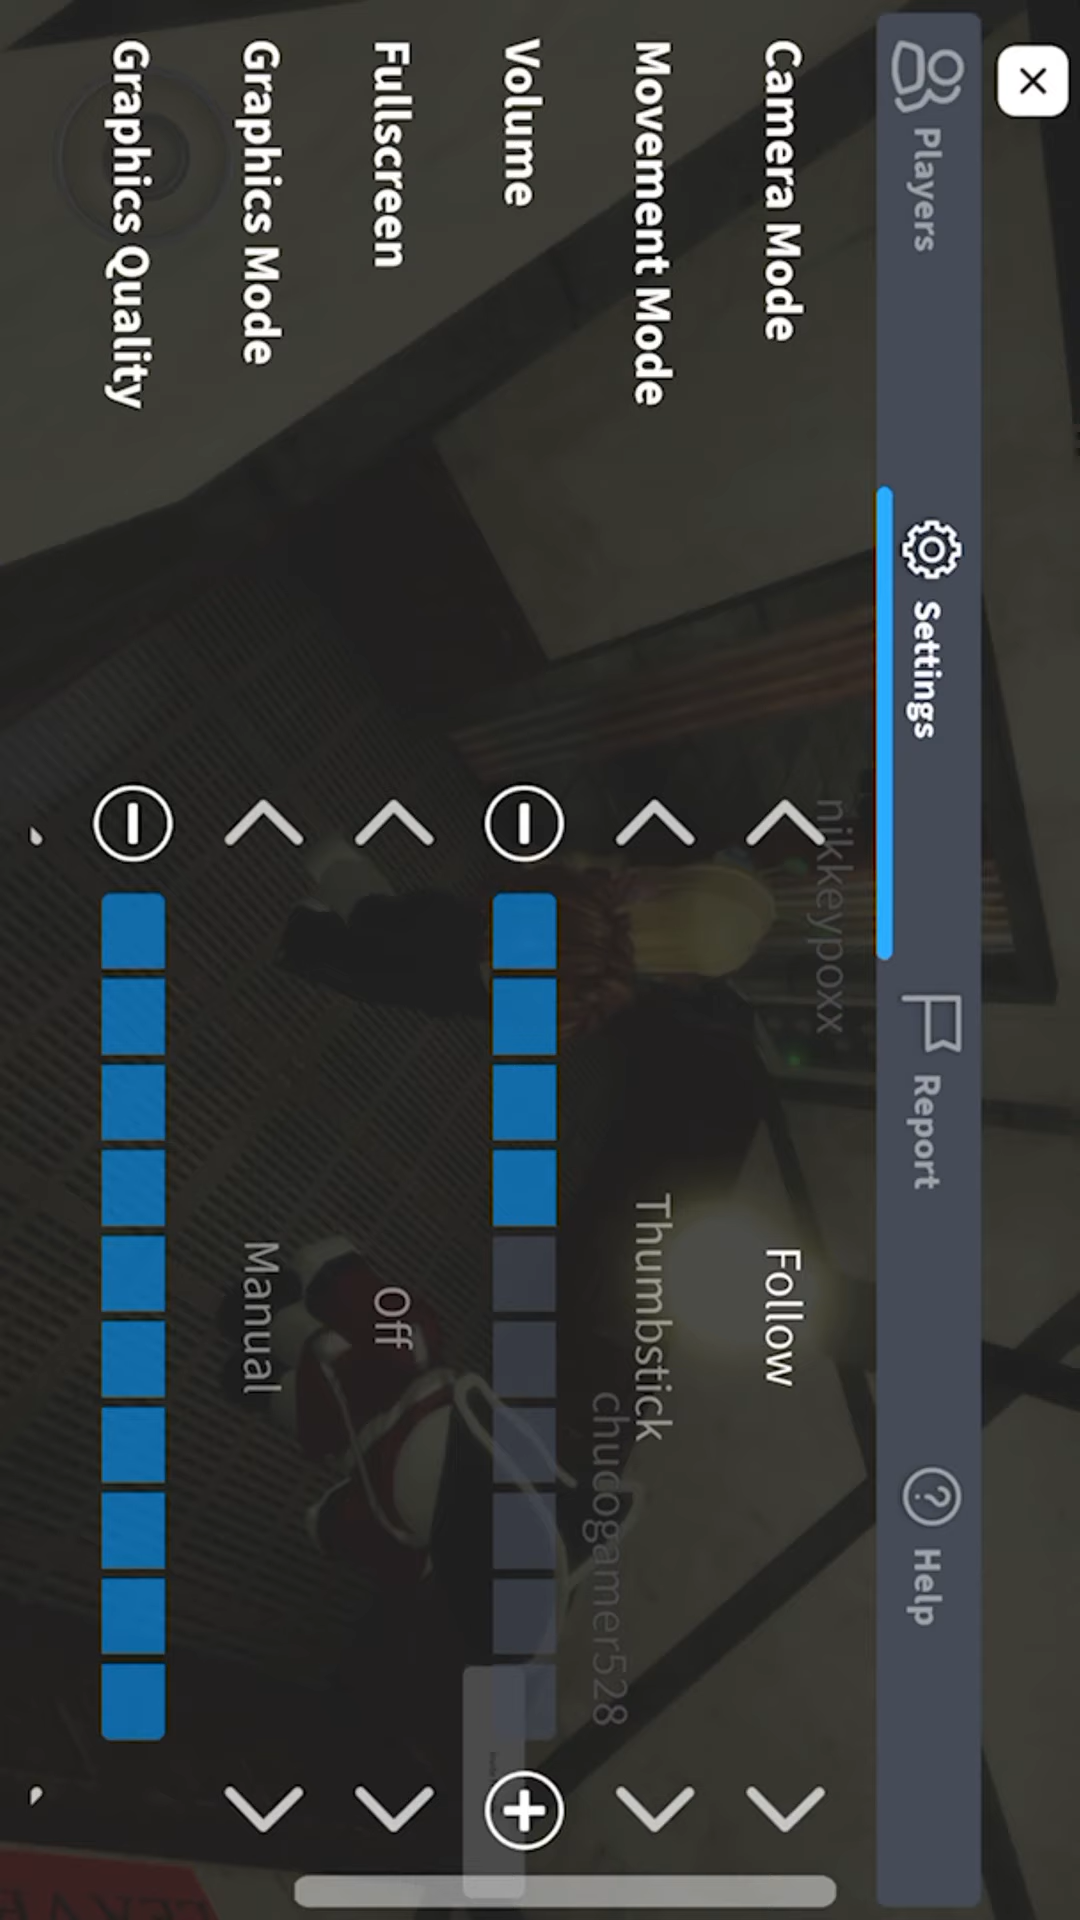 Players
Settings
Report
Help
Camera Mode
Follow
nikkeypoxx
Movement Mode
Thumbstick
chucogamer528
Volume
Fullscreen
Off
Graphics Mode
Manual
Graphics Quality